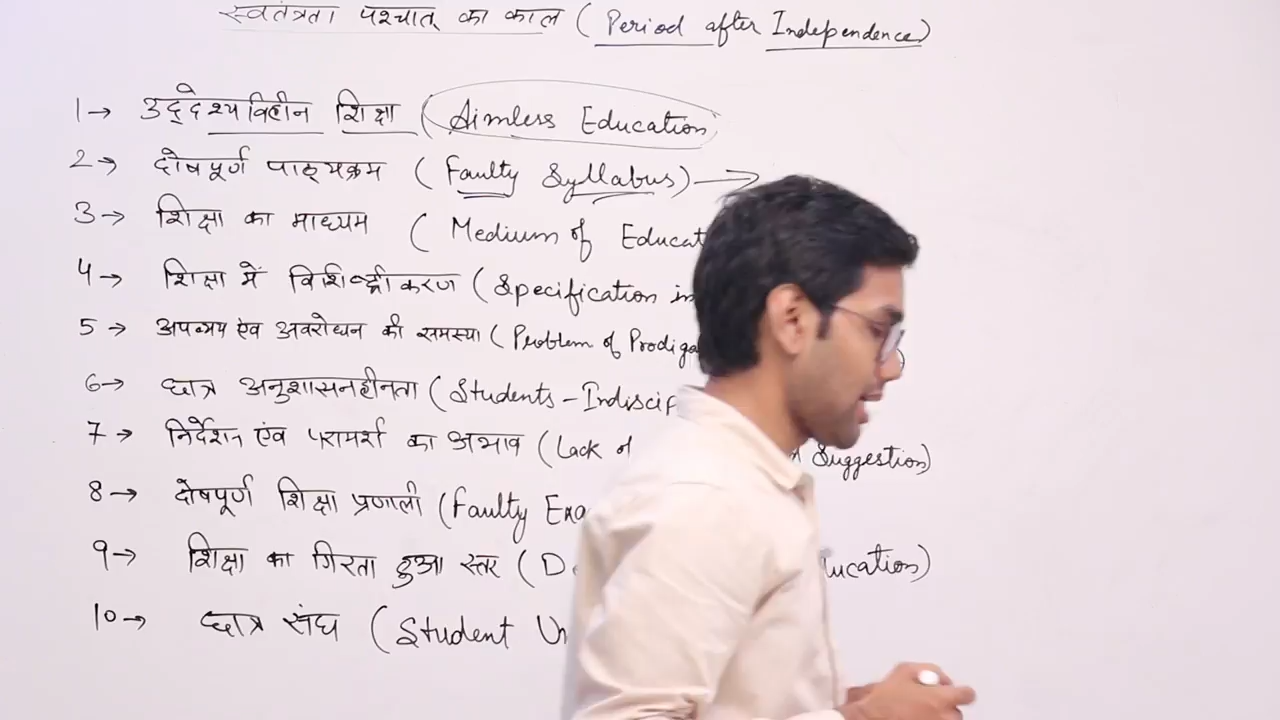 स्वतंत्रता पश्चात् का काल ( Period after Independence )
1→ उद्देश्यविहीन शिक्षा ( Aimless Education
2→ दोषपूर्ण पाठ्यक्रम ( Faulty Syllabus ) →
3→ शिक्षा का माध्यम ( Medium of Educat
4→ शिक्षा में ( Specification in
5→ अपव्यय एंव अवरोधन की समस्या ( Problem of Prodiga )
6→ छात्र अनुशासनहीनता ( Students - Indiscip
7→ निर्देशन एंव परामर्श का अभाव ( Lack of Suggestion )
8→ दोषपूर्ण शिक्षा प्रणाली ( Faulty Exa
9→ शिक्षा का गिरता हुआ स्तर ( D ucation )
10→ छात्र संघ ( Student Un